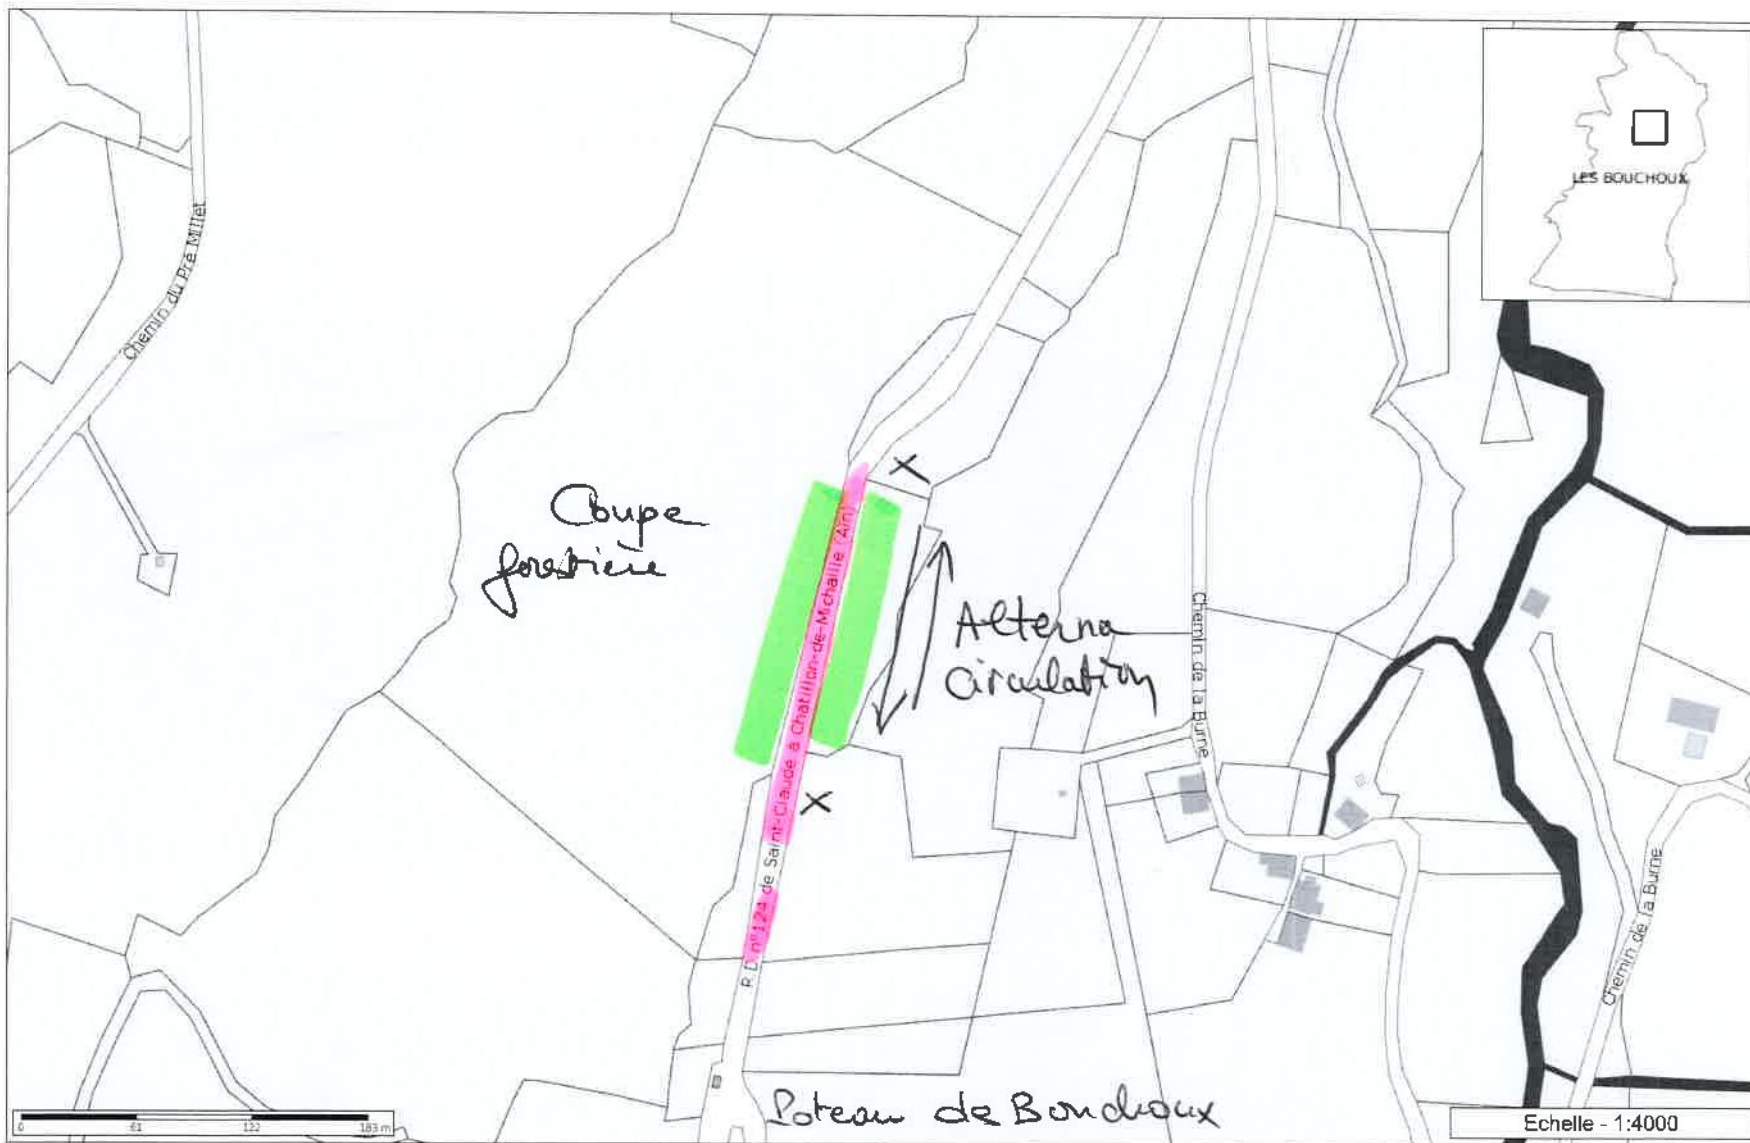 LES BOUCHOUX
Chemin du Pré Millet
Coupe
forestière
R.D. n°124 de Saint-Claude à Chatillon-de-Michaille (Ain)
X
X
Alterna
Circulation
Chemin de la Burne
Chemin de la Burne
Poteau de Bouchoux
0 61 122 183 m
Echelle - 1:4000